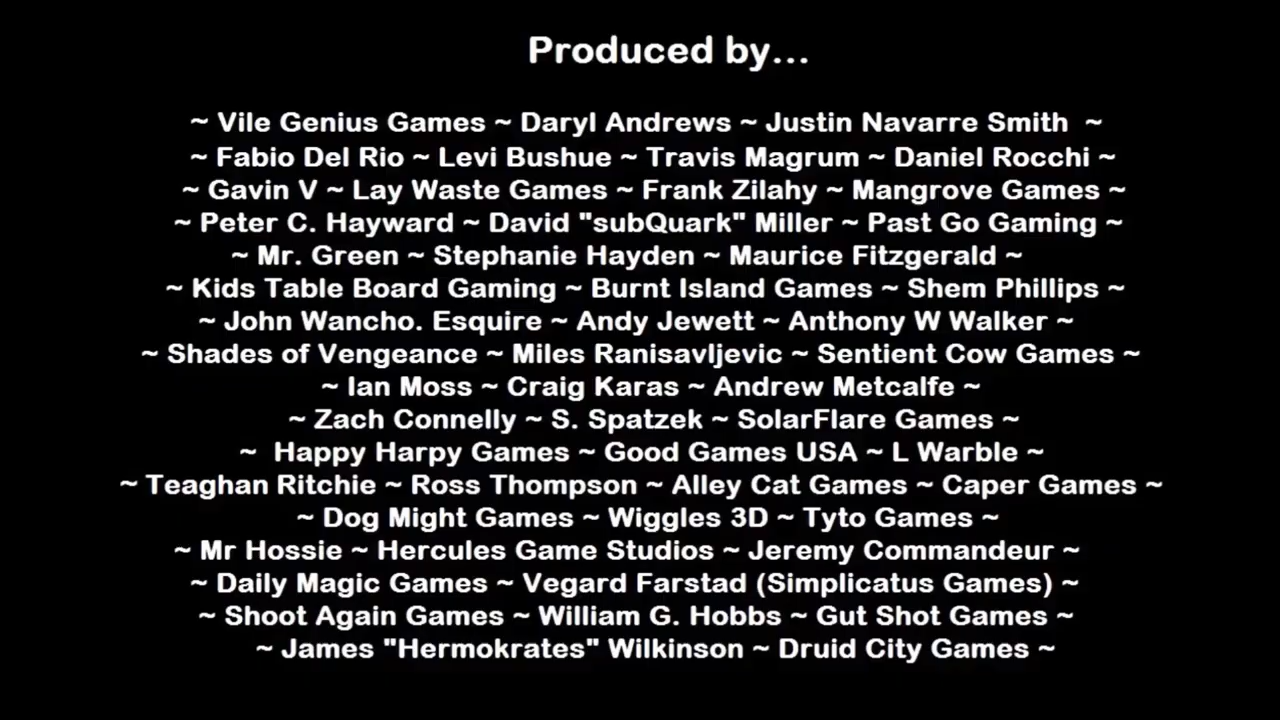 Produced by...
~ Vile Genius Games ~ Daryl Andrews ~ Justin Navarre Smith ~
~ Fabio Del Rio ~ Levi Bushue ~ Travis Magrum ~ Daniel Rocchi ~
~ Gavin V ~ Lay Waste Games ~ Frank Zilahy ~ Mangrove Games ~
~ Peter C. Hayward ~ David "subQuark" Miller ~ Past Go Gaming ~
~ Mr. Green ~ Stephanie Hayden ~ Maurice Fitzgerald ~
~ Kids Table Board Gaming ~ Burnt Island Games ~ Shem Phillips ~
~ John Wancho. Esquire ~ Andy Jewett ~ Anthony W Walker ~
~ Shades of Vengeance ~ Miles Ranisavljevic ~ Sentient Cow Games ~
~ Ian Moss ~ Craig Karas ~ Andrew Metcalfe ~
~ Zach Connelly ~ S. Spatzek ~ SolarFlare Games ~
~ Happy Harpy Games ~ Good Games USA ~ L Warble ~
~ Teaghan Ritchie ~ Ross Thompson ~ Alley Cat Games ~ Caper Games ~
~ Dog Might Games ~ Wiggles 3D ~ Tyto Games ~
~ Mr Hossie ~ Hercules Game Studios ~ Jeremy Commandeur ~
~ Daily Magic Games ~ Vegard Farstad (Simplicatus Games) ~
~ Shoot Again Games ~ William G. Hobbs ~ Gut Shot Games ~
~ James "Hermokrates" Wilkinson ~ Druid City Games ~